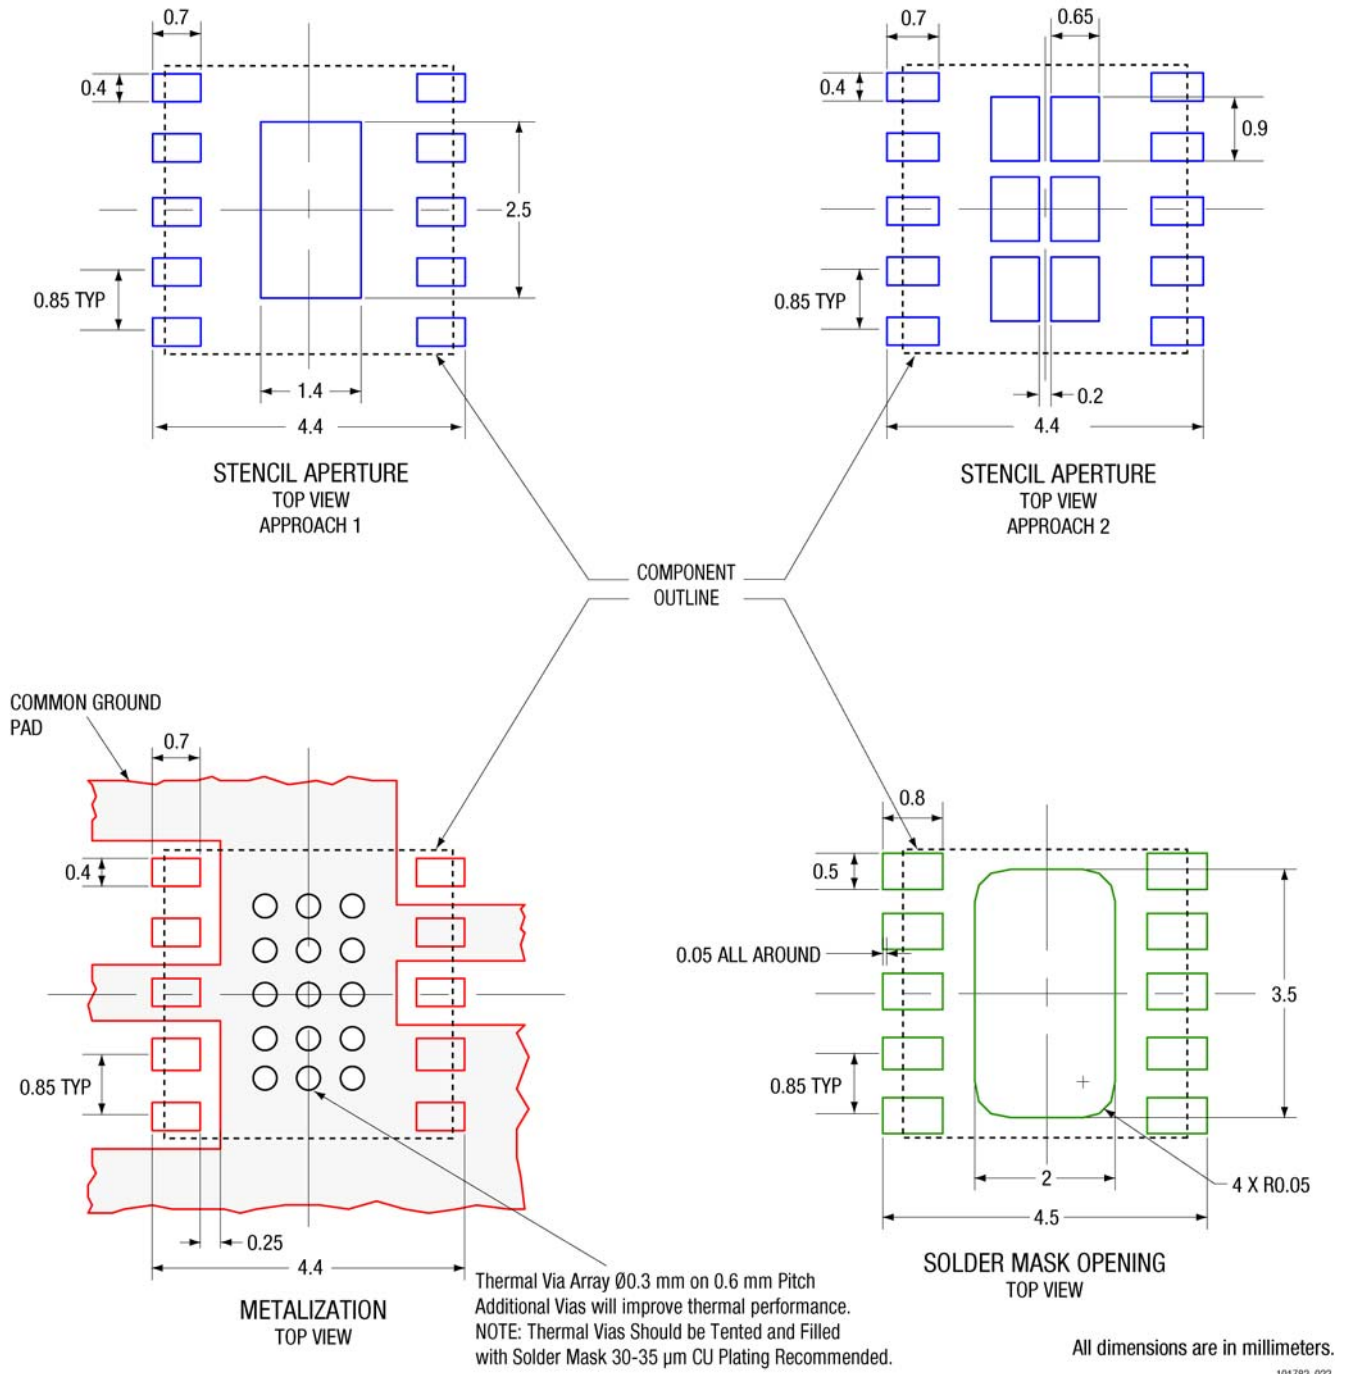 0.7
0.4
2.5
0.85 TYP
1.4
4.4
STENCIL APERTURE
TOP VIEW
APPROACH 1
0.7
0.65
0.4
0.9
0.85 TYP
0.2
4.4
STENCIL APERTURE
TOP VIEW
APPROACH 2
COMPONENT
OUTLINE
COMMON GROUND
PAD
0.7
0.4
0.85 TYP
0.25
4.4
METALIZATION
TOP VIEW
Thermal Via Array Ø0.3 mm on 0.6 mm Pitch
Additional Vias will improve thermal performance.
NOTE: Thermal Vias Should be Tented and Filled
with Solder Mask 30-35 μm CU Plating Recommended.
0.8
0.5
0.05 ALL AROUND
3.5
0.85 TYP
2
4 X R0.05
4.5
SOLDER MASK OPENING
TOP VIEW
All dimensions are in millimeters.